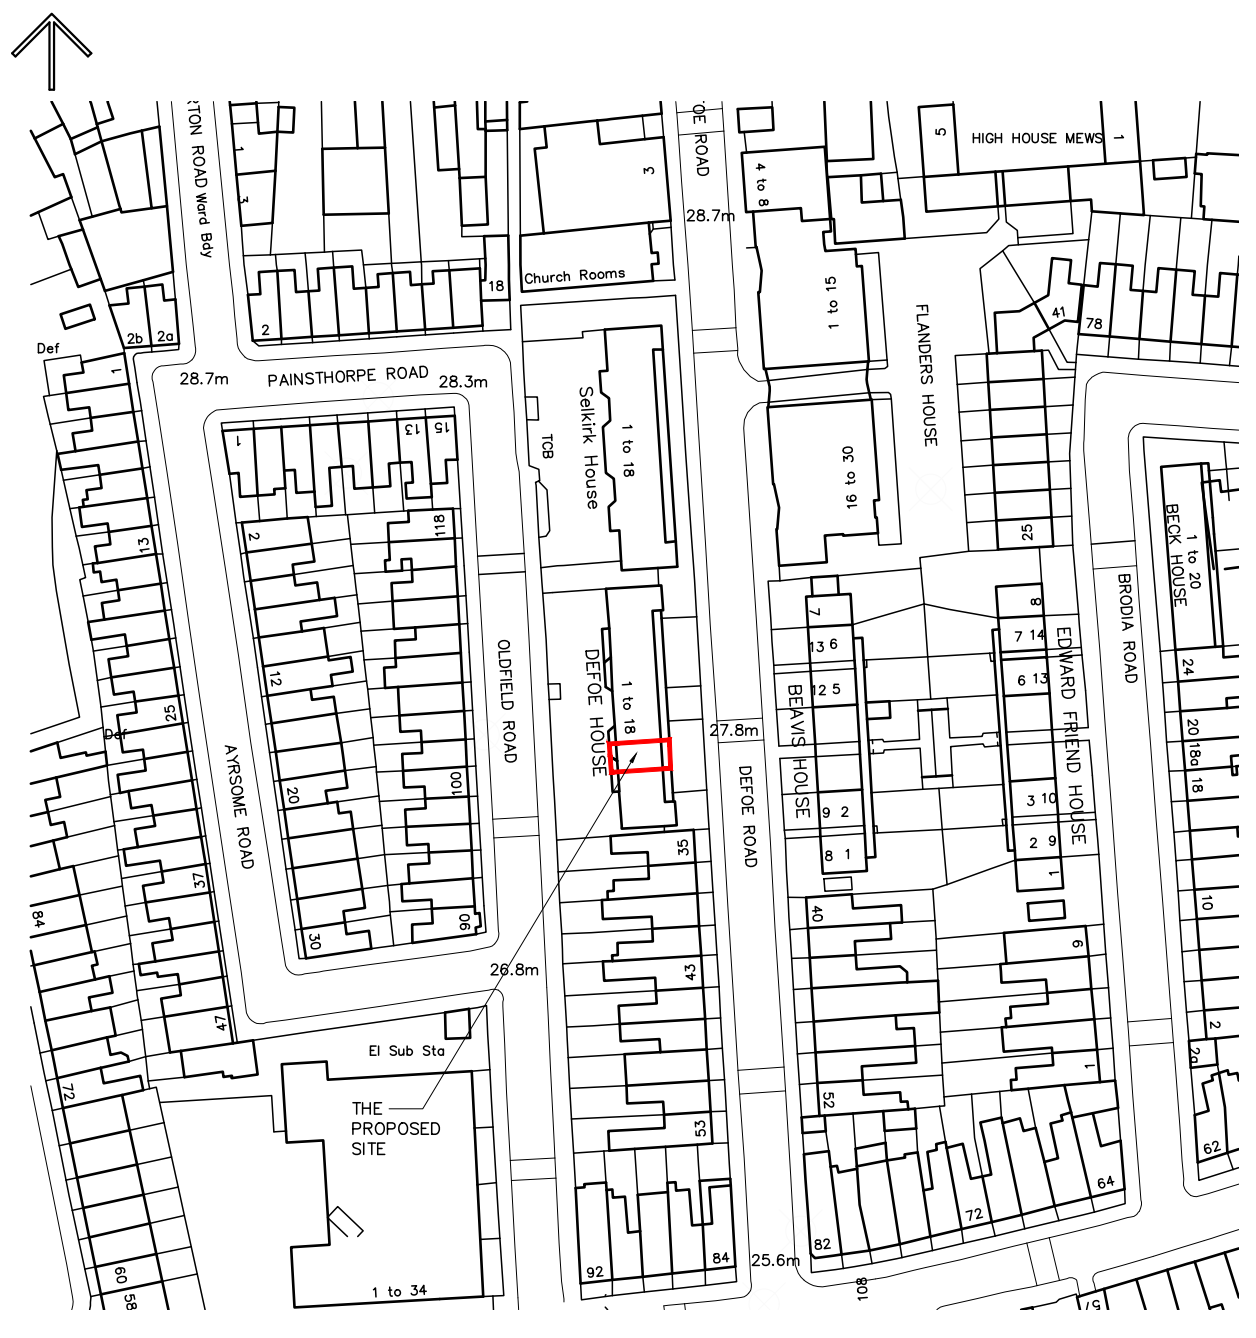 RTON ROAD Ward Bdy
OE ROAD
HIGH HOUSE MEWS
5
1
1
3
3
4 to 8
28.7m
Church Rooms
18
2
2b
2a
Def
1
28.7m
PAINSTHORPE ROAD
28.3m
1 to 15
FLANDERS HOUSE
41
78
1
13
15
TCB
Selkirk House
1 to 18
16 to 30
2
118
13
25
1 to 20
BECK HOUSE
7
13 6
12 5
8
7 14
6 13
BRODIA ROAD
EDWARD FRIEND HOUSE
24
12
25
Def
OLDFIELD ROAD
DEFOE HOUSE
1 to 18
27.8m
BEAVIS HOUSE
20
18a
18
AYRSOME ROAD
20
100
DEFOE ROAD
9 2
8 1
3 10
2 9
1
35
37
84
30
90
40
9
10
26.8m
43
47
El Sub Sta
2
2a
72
THE
PROPOSED
SITE
53
52
1
62
64
72
82
60
58
1 to 34
92
84
25.6m
108
57